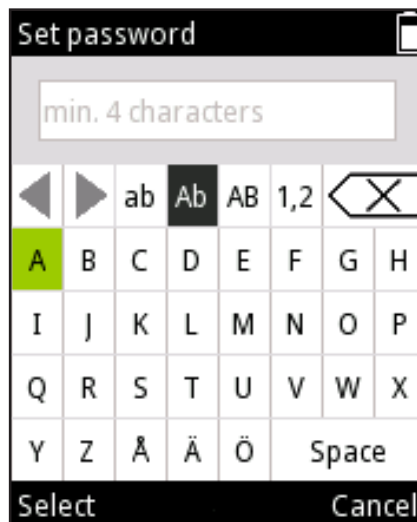 Set password
min. 4 characters
ab Ab AB 1,2
A B C D E F G H
I J K L M N O P
Q R S T U V W X
Y Z Å Ä Ö Space
Select Cancel